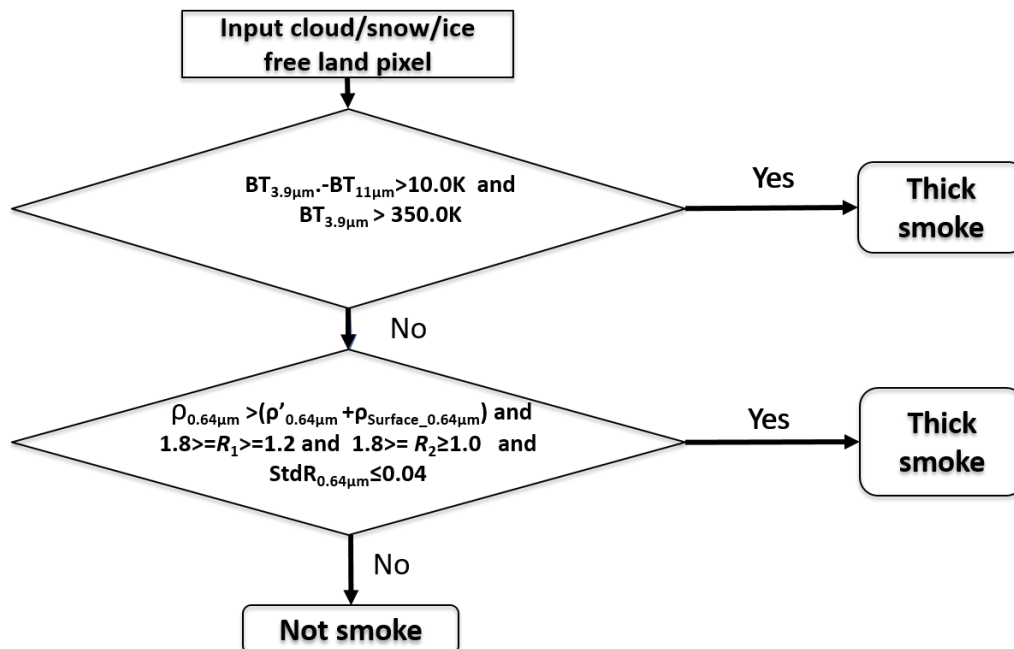 Input cloud/snow/ice
free land pixel
BT3.9μm.-BT11μm>10.0K and
BT3.9μm > 350.0K
Yes
Thick
smoke
No
ρ0.64μm >(ρ'0.64μm +ρSurface_0.64μm) and
1.8>=R1>=1.2 and 1.8>= R2≥1.0 and
StdR0.64μm≤0.04
Yes
Thick
smoke
No
Not smoke